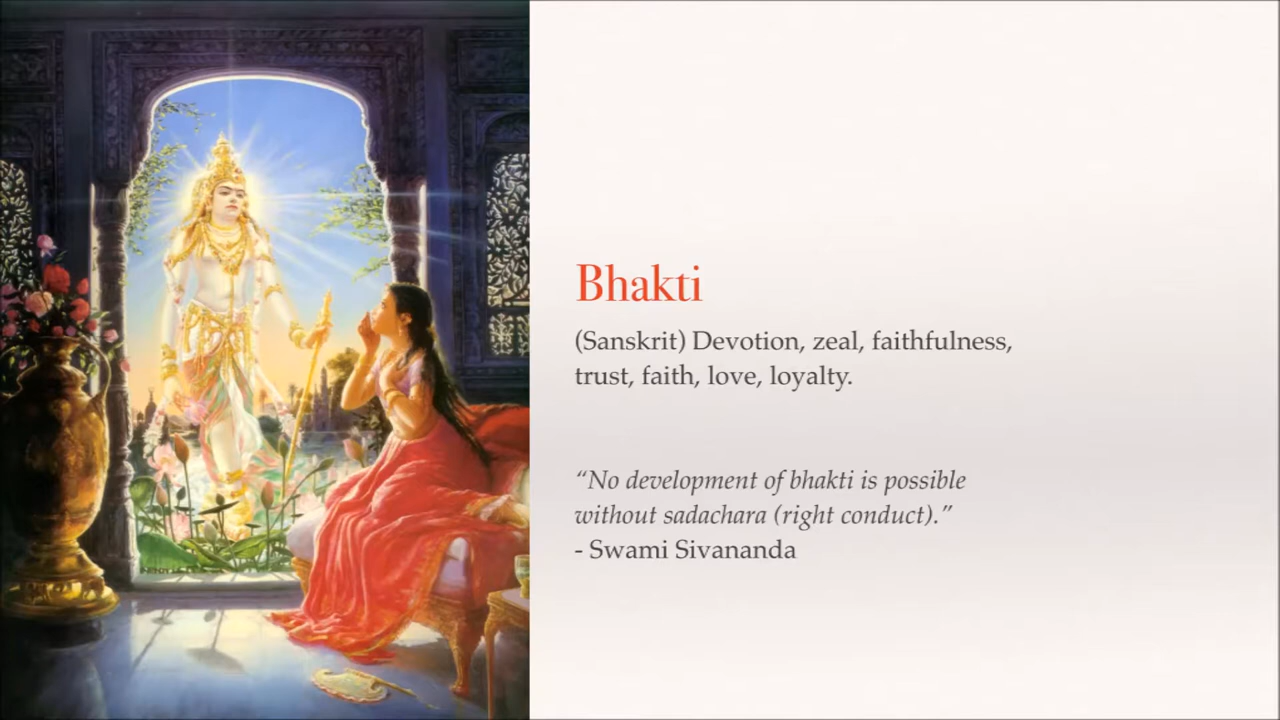 Bhakti
(Sanskrit) Devotion, zeal, faithfulness,
trust, faith, love, loyalty.
“No development of bhakti is possible
without sadachara (right conduct).”
- Swami Sivananda